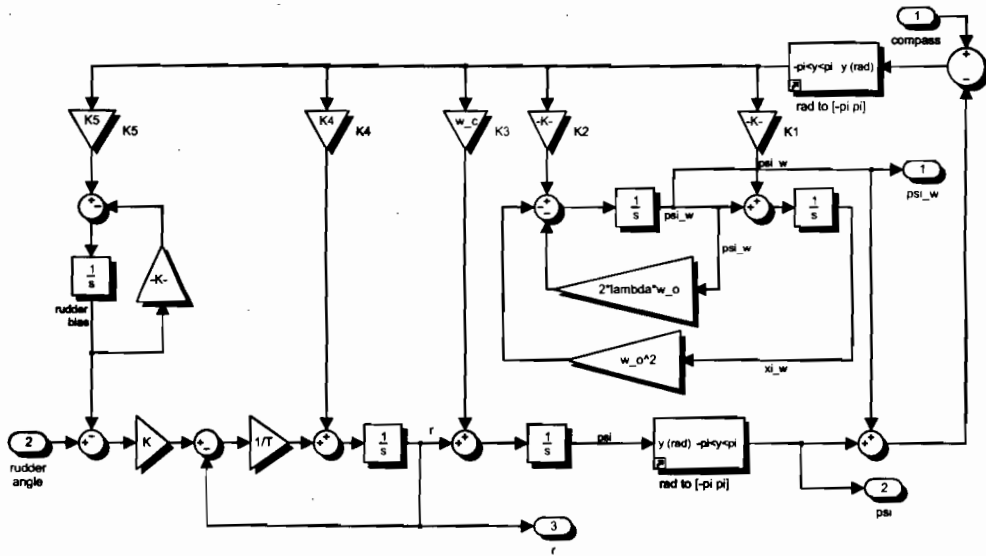 1
compass
+
−
-pi<y<pi y (rad)
rad to [-pi pi]
K5
K5
K4
K4
w_c
K3
-K-
K2
-K-
K1
psi_w
1
psi_w
+
−
−
+
−
1
s
psi_w
+
+
1
s
psi_w
1
s
-K-
2*lambda*w_o
rudder
bias
w_o^2
xi_w
2
rudder
angle
+
−
K
+
−
1/T
+
+
1
s
r
+
+
1
s
psi
y (rad) -pi<y<pi
rad to [-pi pi]
+
+
2
psi
3
r